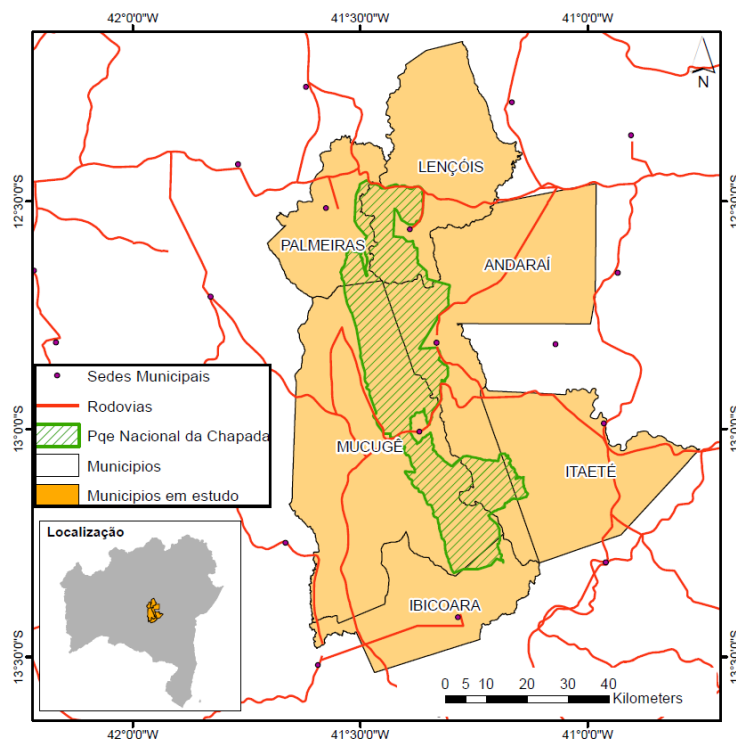 42°0'0"W 41°30'0"W 41°0'0"W
N
LENÇÓIS
12°30'0"S 12°30'0"S
PALMEIRAS
ANDARAÍ
Sedes Municipais
Rodovias
Pqe Nacional da Chapada
Municipios
Municipios em estudo
13°0'0"S 13°0'0"S
MUCUGÊ
ITAETÉ
Localização
IBICOARA
13°30'0"S 13°30'0"S
0 5 10 20 30 40
Kilometers
42°0'0"W 41°30'0"W 41°0'0"W